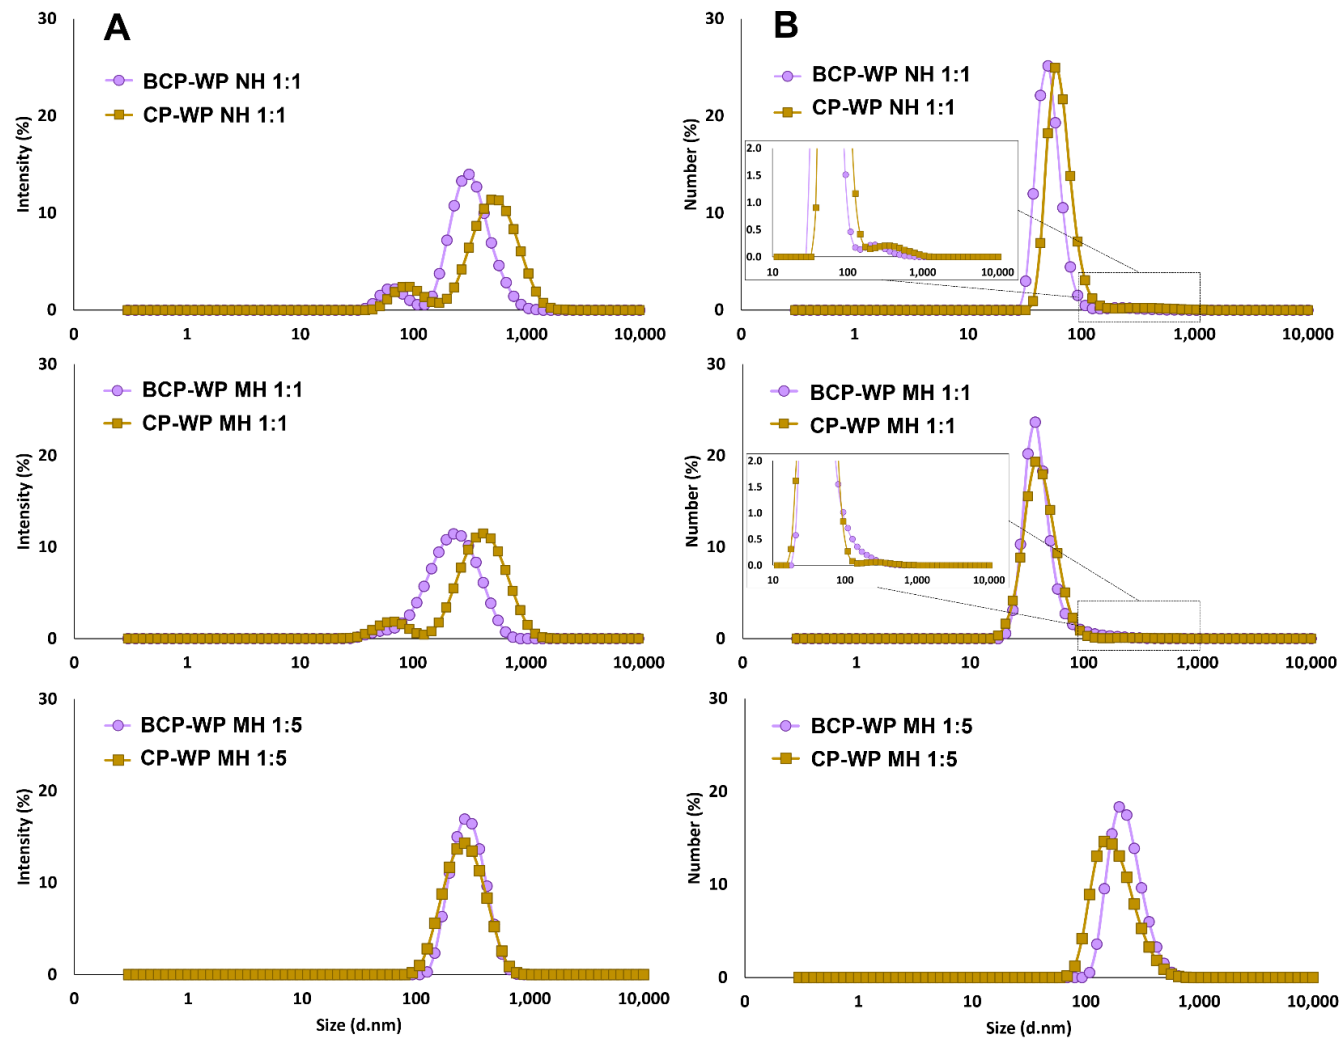 A
30
20
10
0
Intensity (%)
BCP-WP NH 1:1
CP-WP NH 1:1
0 1 10 100 1,000 10,000
B
30
20
10
0
Number (%)
BCP-WP NH 1:1
CP-WP NH 1:1
2.0
1.5
1.0
0.5
0.0
10 100 1,000 10,000
0 1 10 100 1,000 10,000
30
20
10
0
Intensity (%)
BCP-WP MH 1:1
CP-WP MH 1:1
0 1 10 100 1,000 10,000
30
20
10
0
Number (%)
BCP-WP MH 1:1
CP-WP MH 1:1
2.0
1.5
1.0
0.5
0.0
10 100 1,000 10,000
0 1 10 100 1,000 10,000
30
20
10
0
Intensity (%)
BCP-WP MH 1:5
CP-WP MH 1:5
0 1 10 100 1,000 10,000
Size (d.nm)
30
20
10
0
Number (%)
BCP-WP MH 1:5
CP-WP MH 1:5
0 1 10 100 1,000 10,000
Size (d.nm)